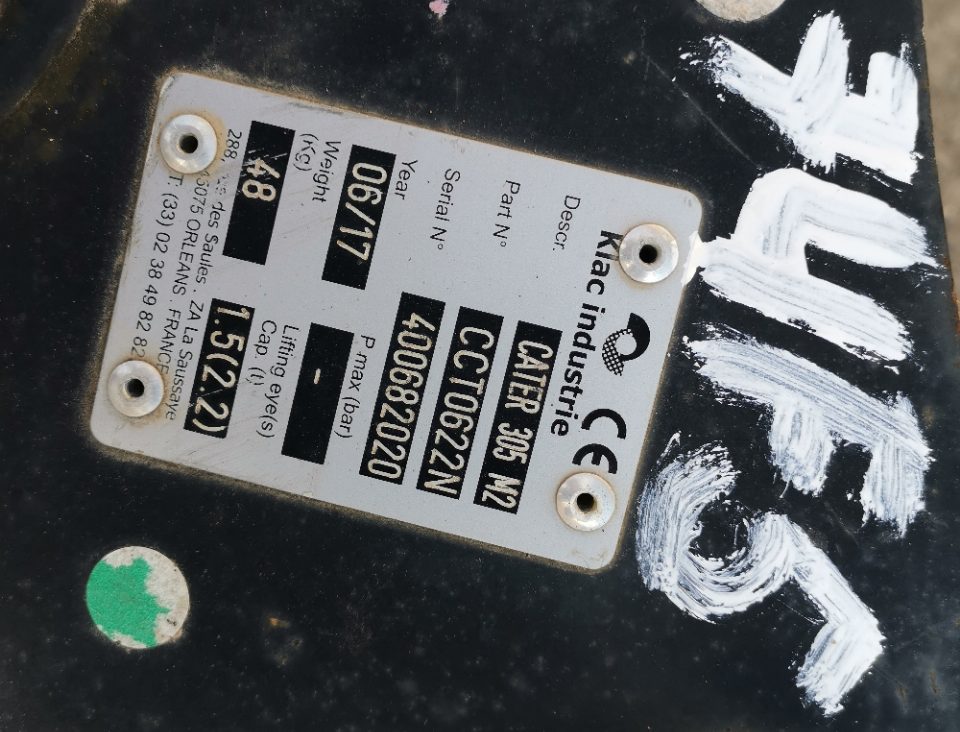 klac industrie CE
Descr. CATER 305 M2
Part N° CCT0622N
Serial N° 400682020
Year
06/17
P.max (bar)
-
Weight (Kg)
48
Lifting eye(s) Cap. (t)
1.5(2.2)
288, des Saules . ZA La Saussaye
45075 ORLEANS . FRANCE
T. (33) 02 38 49 82 82